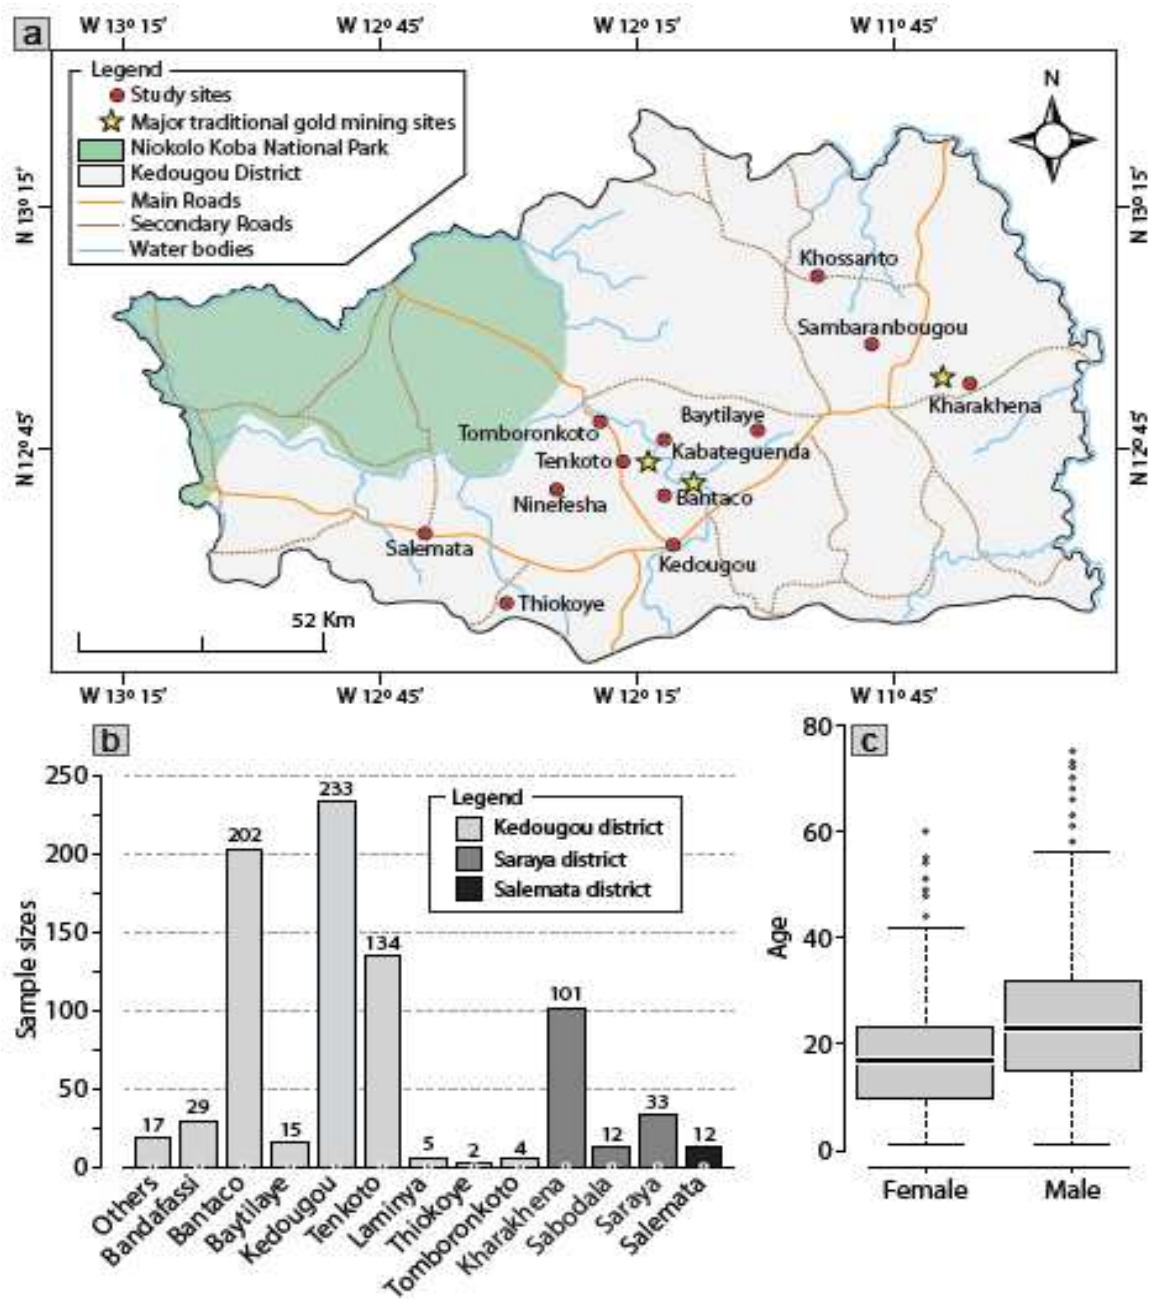 a
W 13º 15′ W 12º 45′ W 12º 15′ W 11º 45′
Legend
Study sites
Major traditional gold mining sites
Niokolo Koba National Park
Kedougou District
Main Roads
Secondary Roads
Water bodies
N
N 13º 15′
N 13º 15′
Khossanto
Sambaranbougou
Kharakhena
Baytilaye
Tomboronkoto
Kabateguenda
Tenkoto
N 12º 45′
N 12º 45′
Ninefesha
Bantaco
Salemata
Kedougou
Thiokoye
52 Km
W 13º 15′ W 12º 45′ W 12º 15′ W 11º 45′
b
Sample sizes
250
200
150
100
50
0
Legend
Kedougou district
Saraya district
Salemata district
17
29
202
15
233
134
5
2
4
101
12
33
12
Others
Bandafassi
Bantaco
Baytilaye
Kedougou
Tenkoto
Laminya
Thiokoye
Tomboronkoto
Kharakhena
Sabodala
Saraya
Salemata
c
Age
80
60
40
20
0
Female Male